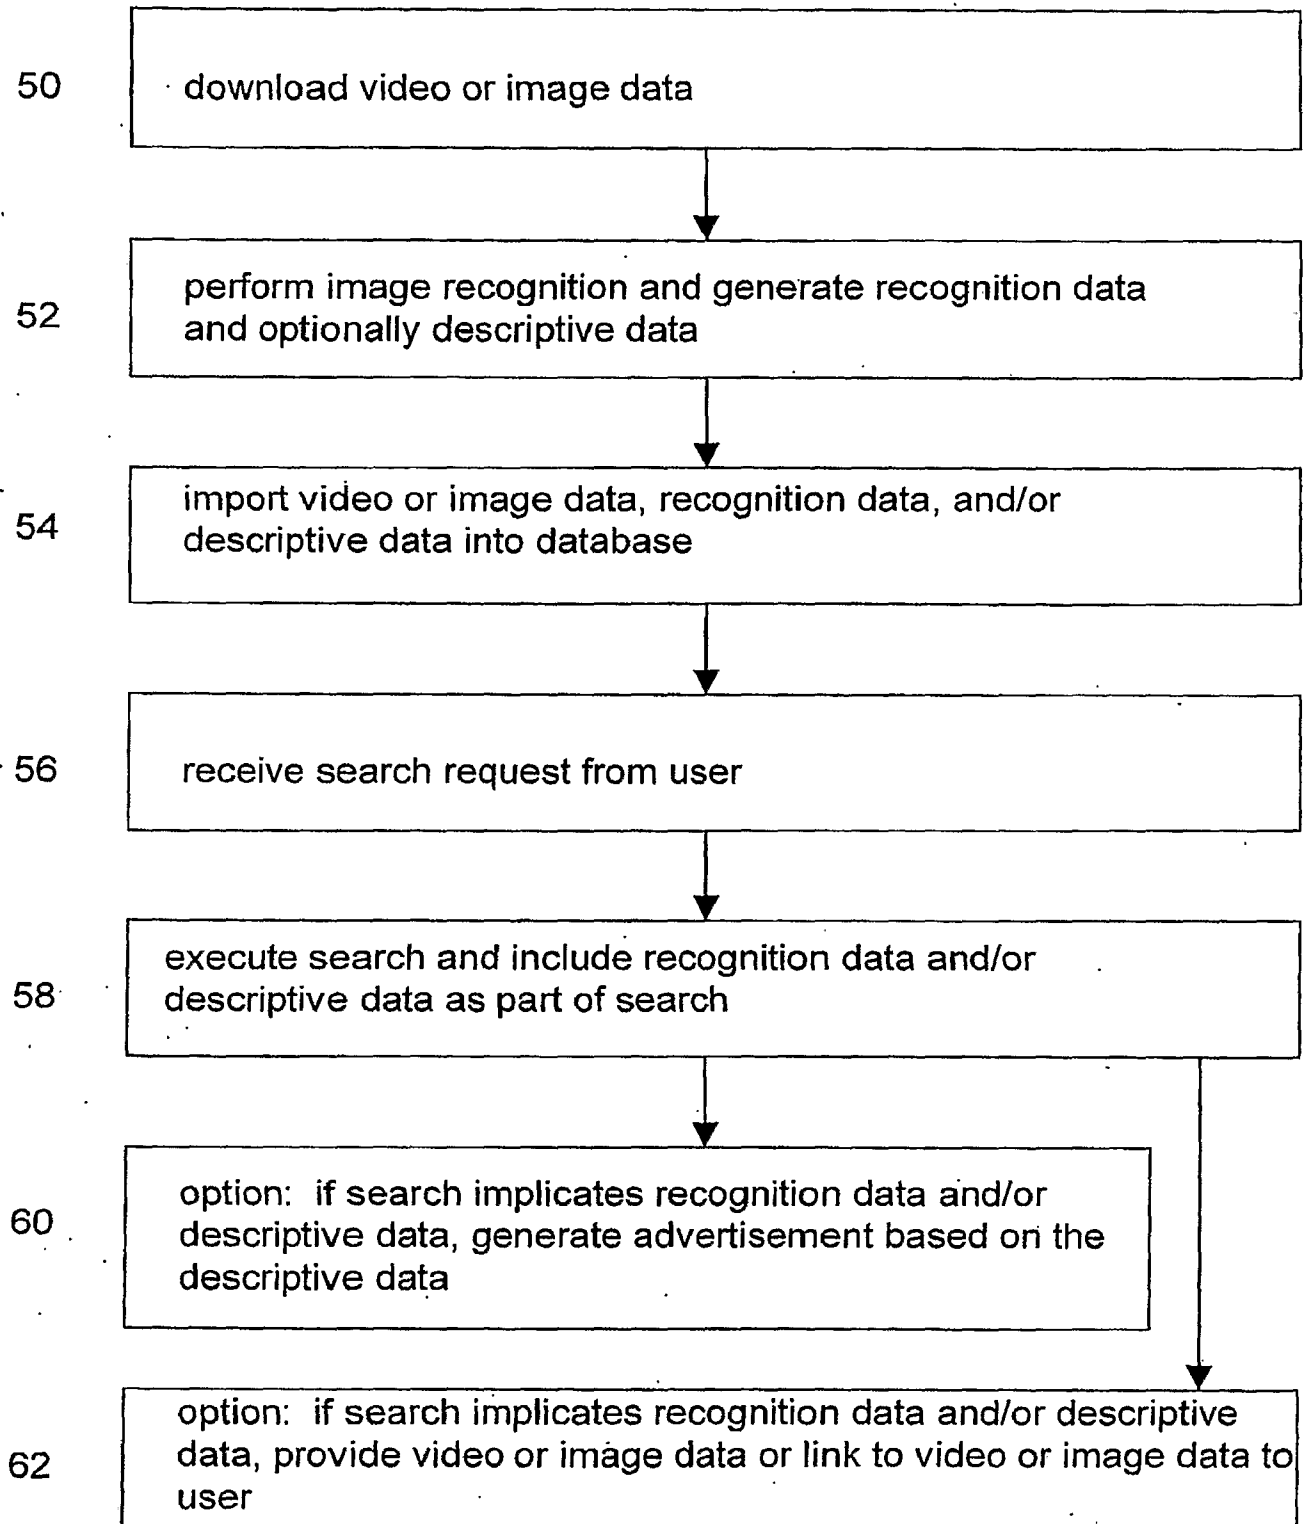 50
download video or image data
52
perform image recognition and generate recognition data
and optionally descriptive data
54
import video or image data, recognition data, and/or
descriptive data into database
56
receive search request from user
58
execute search and include recognition data and/or
descriptive data as part of search
60
option: if search implicates recognition data and/or
descriptive data, generate advertisement based on the
descriptive data
62
option: if search implicates recognition data and/or descriptive
data, provide video or image data or link to video or image data to
user